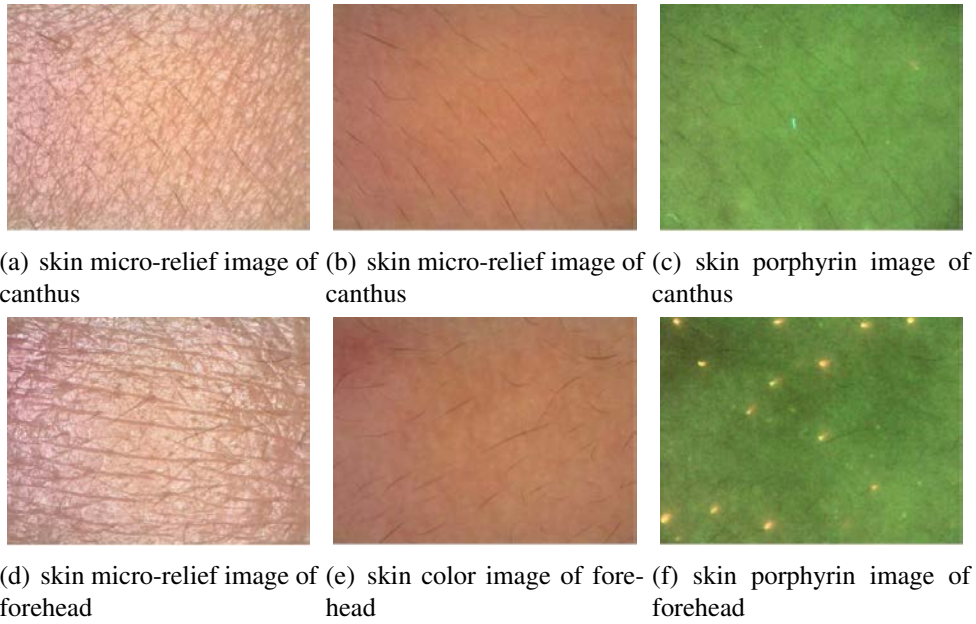 (a) skin micro-relief image of canthus
(b) skin micro-relief image of canthus
(c) skin porphyrin image of canthus
(d) skin micro-relief image of forehead
(e) skin color image of fore-head
(f) skin porphyrin image of forehead